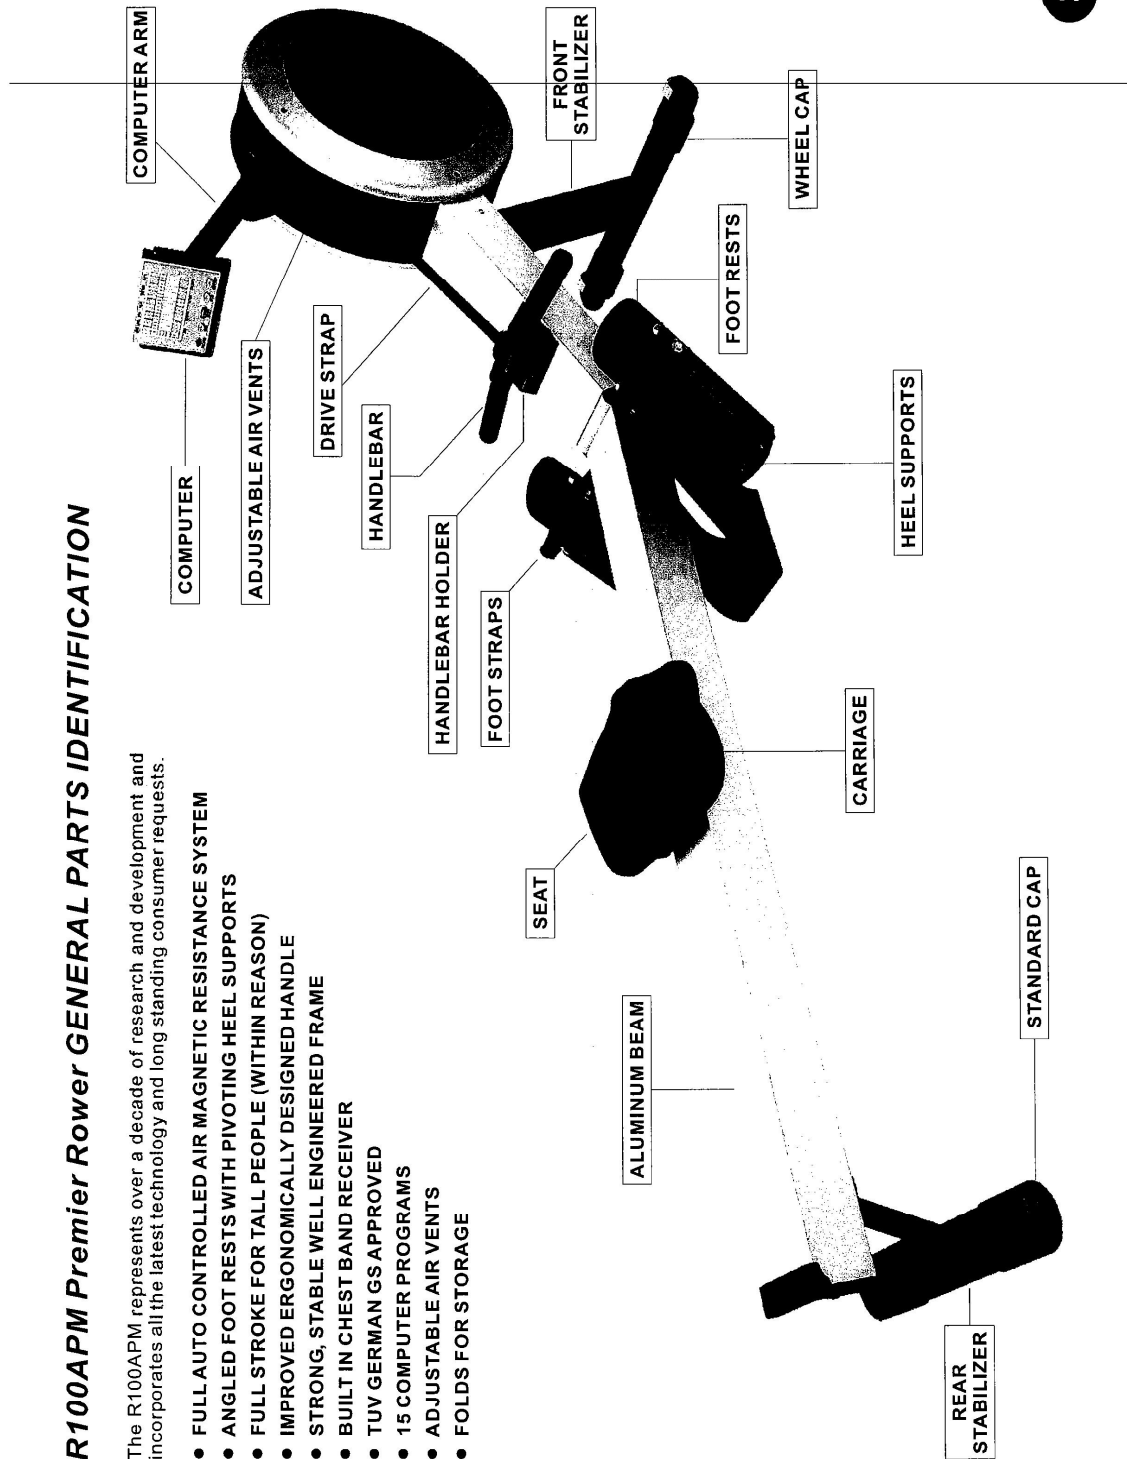 R100APM Premier Rower GENERAL PARTS IDENTIFICATION
The R100APM represents over a decade of research and development and
incorporates all the latest technology and long standing consumer requests.
● FULL AUTO CONTROLLED AIR MAGNETIC RESISTANCE SYSTEM
● ANGLED FOOT RESTS WITH PIVOTING HEEL SUPPORTS
● FULL STROKE FOR TALL PEOPLE (WITHIN REASON)
● IMPROVED ERGONOMICALLY DESIGNED HANDLE
● STRONG, STABLE WELL ENGINEERED FRAME
● BUILT IN CHEST BAND RECEIVER
● TUV GERMAN GS APPROVED
● 15 COMPUTER PROGRAMS
● ADJUSTABLE AIR VENTS
● FOLDS FOR STORAGE
COMPUTER ARM
COMPUTER
ADJUSTABLE AIR VENTS
DRIVE STRAP
HANDLEBAR
HANDLEBAR HOLDER
FOOT STRAPS
SEAT
ALUMINUM BEAM
FRONT
STABILIZER
WHEEL CAP
FOOT RESTS
HEEL SUPPORTS
CARRIAGE
STANDARD CAP
REAR
STABILIZER